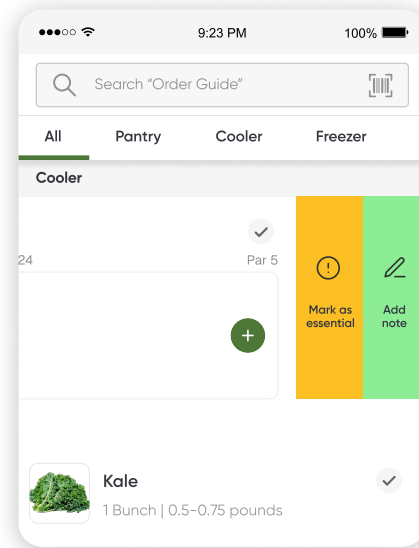 9:23 PM
100%
Search “Order Guide”
All
Pantry
Cooler
Freezer
Cooler
24
Par 5
Mark as
essential
Add
note
Kale
1 Bunch | 0.5-0.75 pounds